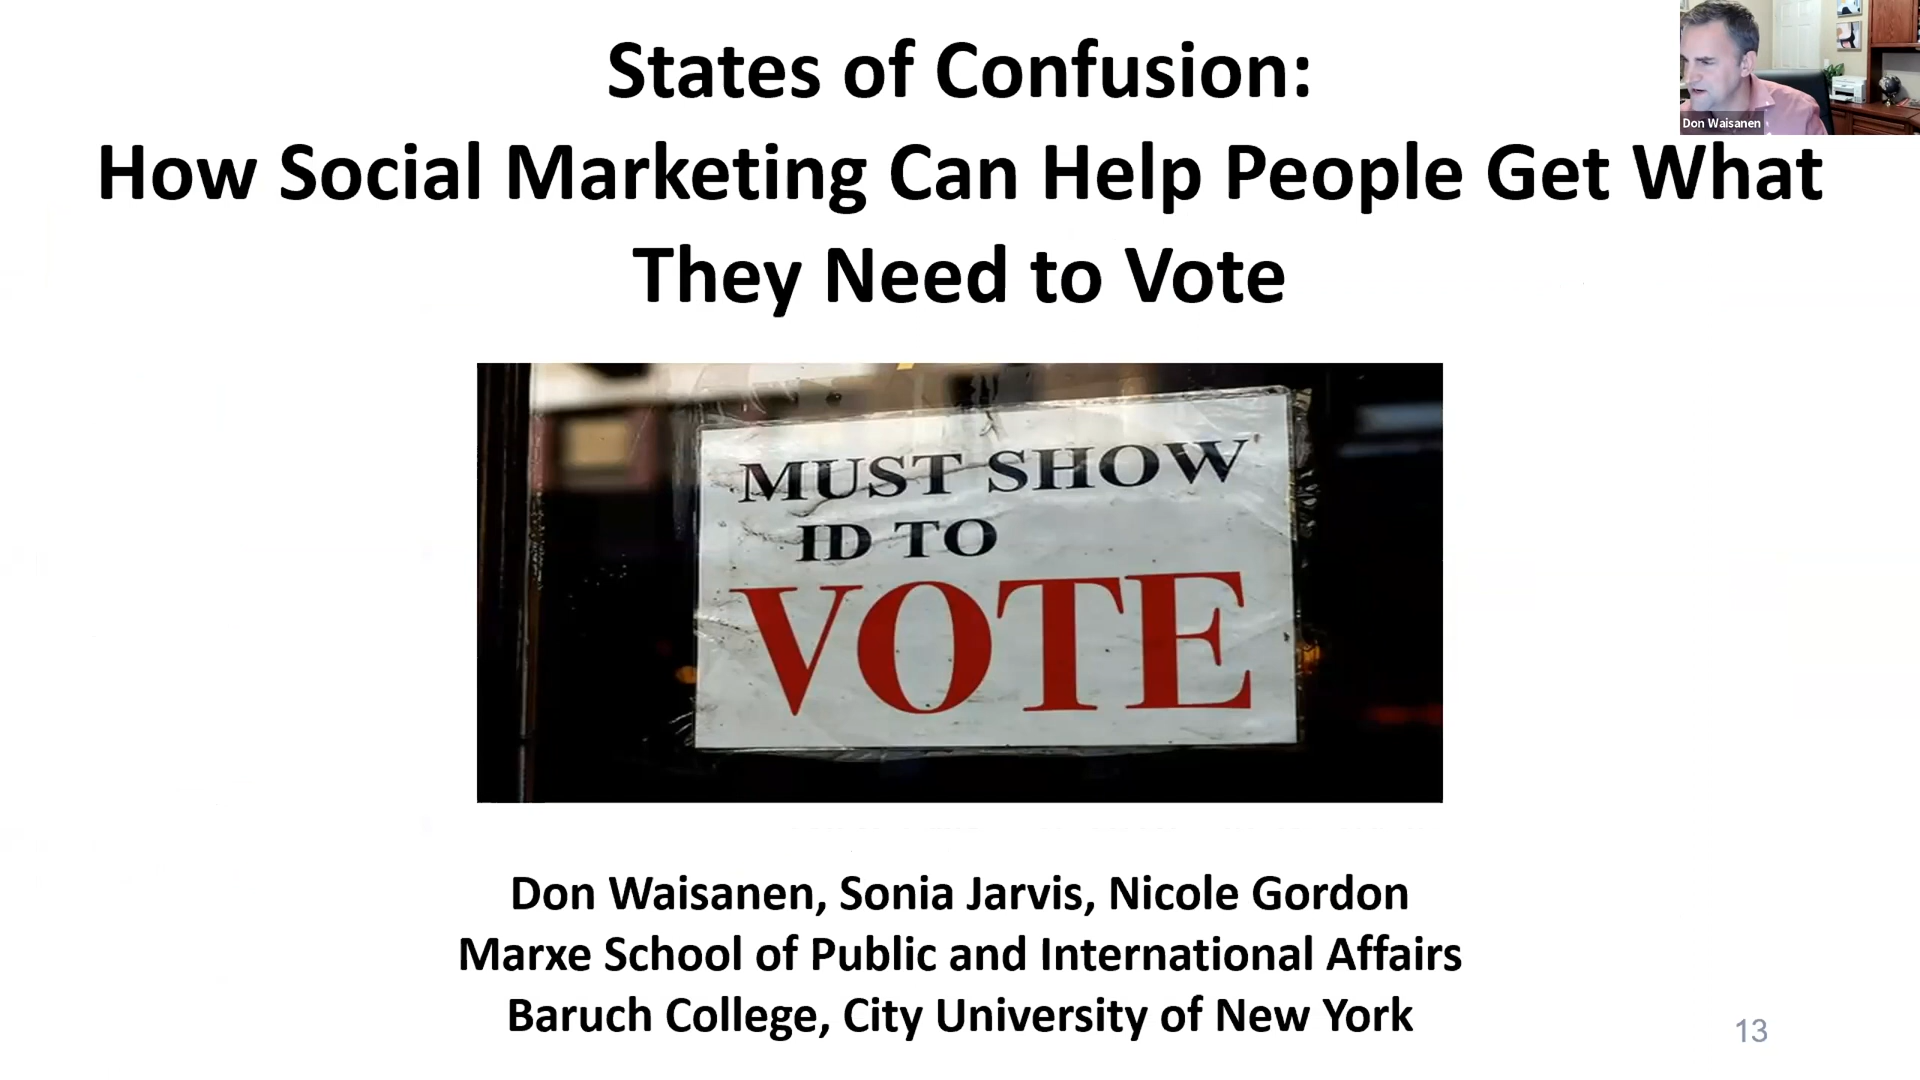 States of Confusion:
How Social Marketing Can Help People Get What
They Need to Vote
Don Waisanen
MUST SHOW
ID TO
VOTE
Don Waisanen, Sonia Jarvis, Nicole Gordon
Marxe School of Public and International Affairs
Baruch College, City University of New York
13